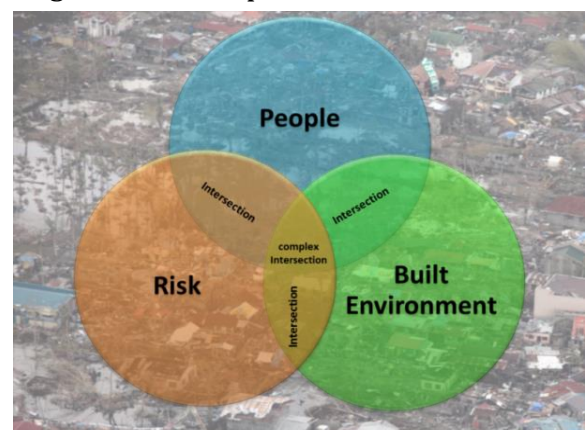 People
Intersection
Intersection
complex
Intersection
Risk
Built
Environment
Intersection